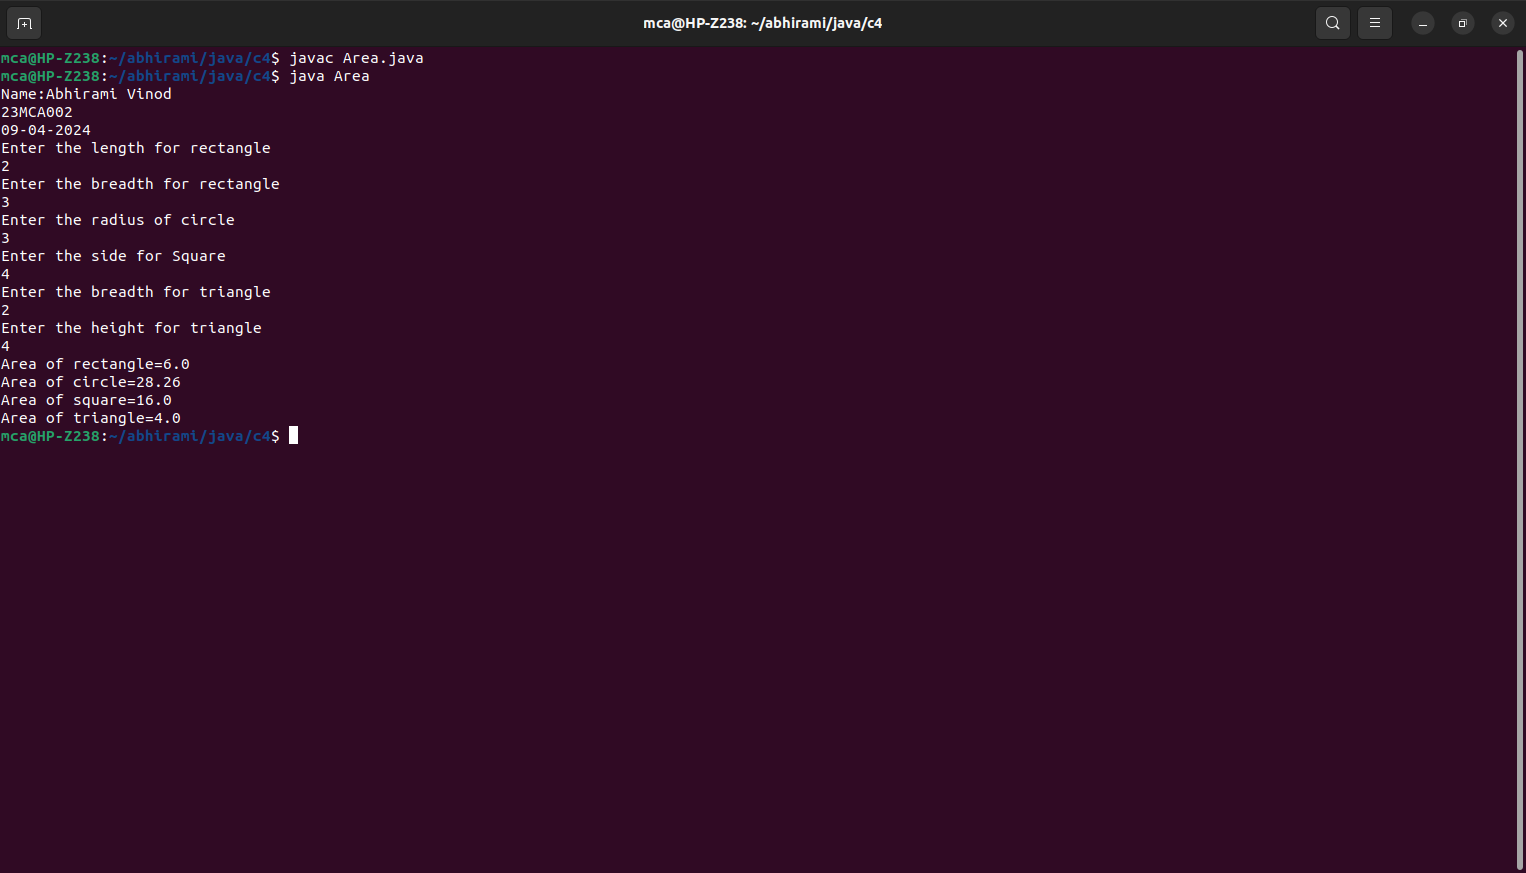 mca@HP-Z238: ~/abhirami/java/c4
mca@HP-Z238:~/abhirami/java/c4$ javac Area.java
mca@HP-Z238:~/abhirami/java/c4$ java Area
Name:Abhirami Vinod
23MCA002
09-04-2024
Enter the length for rectangle
2
Enter the breadth for rectangle
3
Enter the radius of circle
3
Enter the side for Square
4
Enter the breadth for triangle
2
Enter the height for triangle
4
Area of rectangle=6.0
Area of circle=28.26
Area of square=16.0
Area of triangle=4.0
mca@HP-Z238:~/abhirami/java/c4$